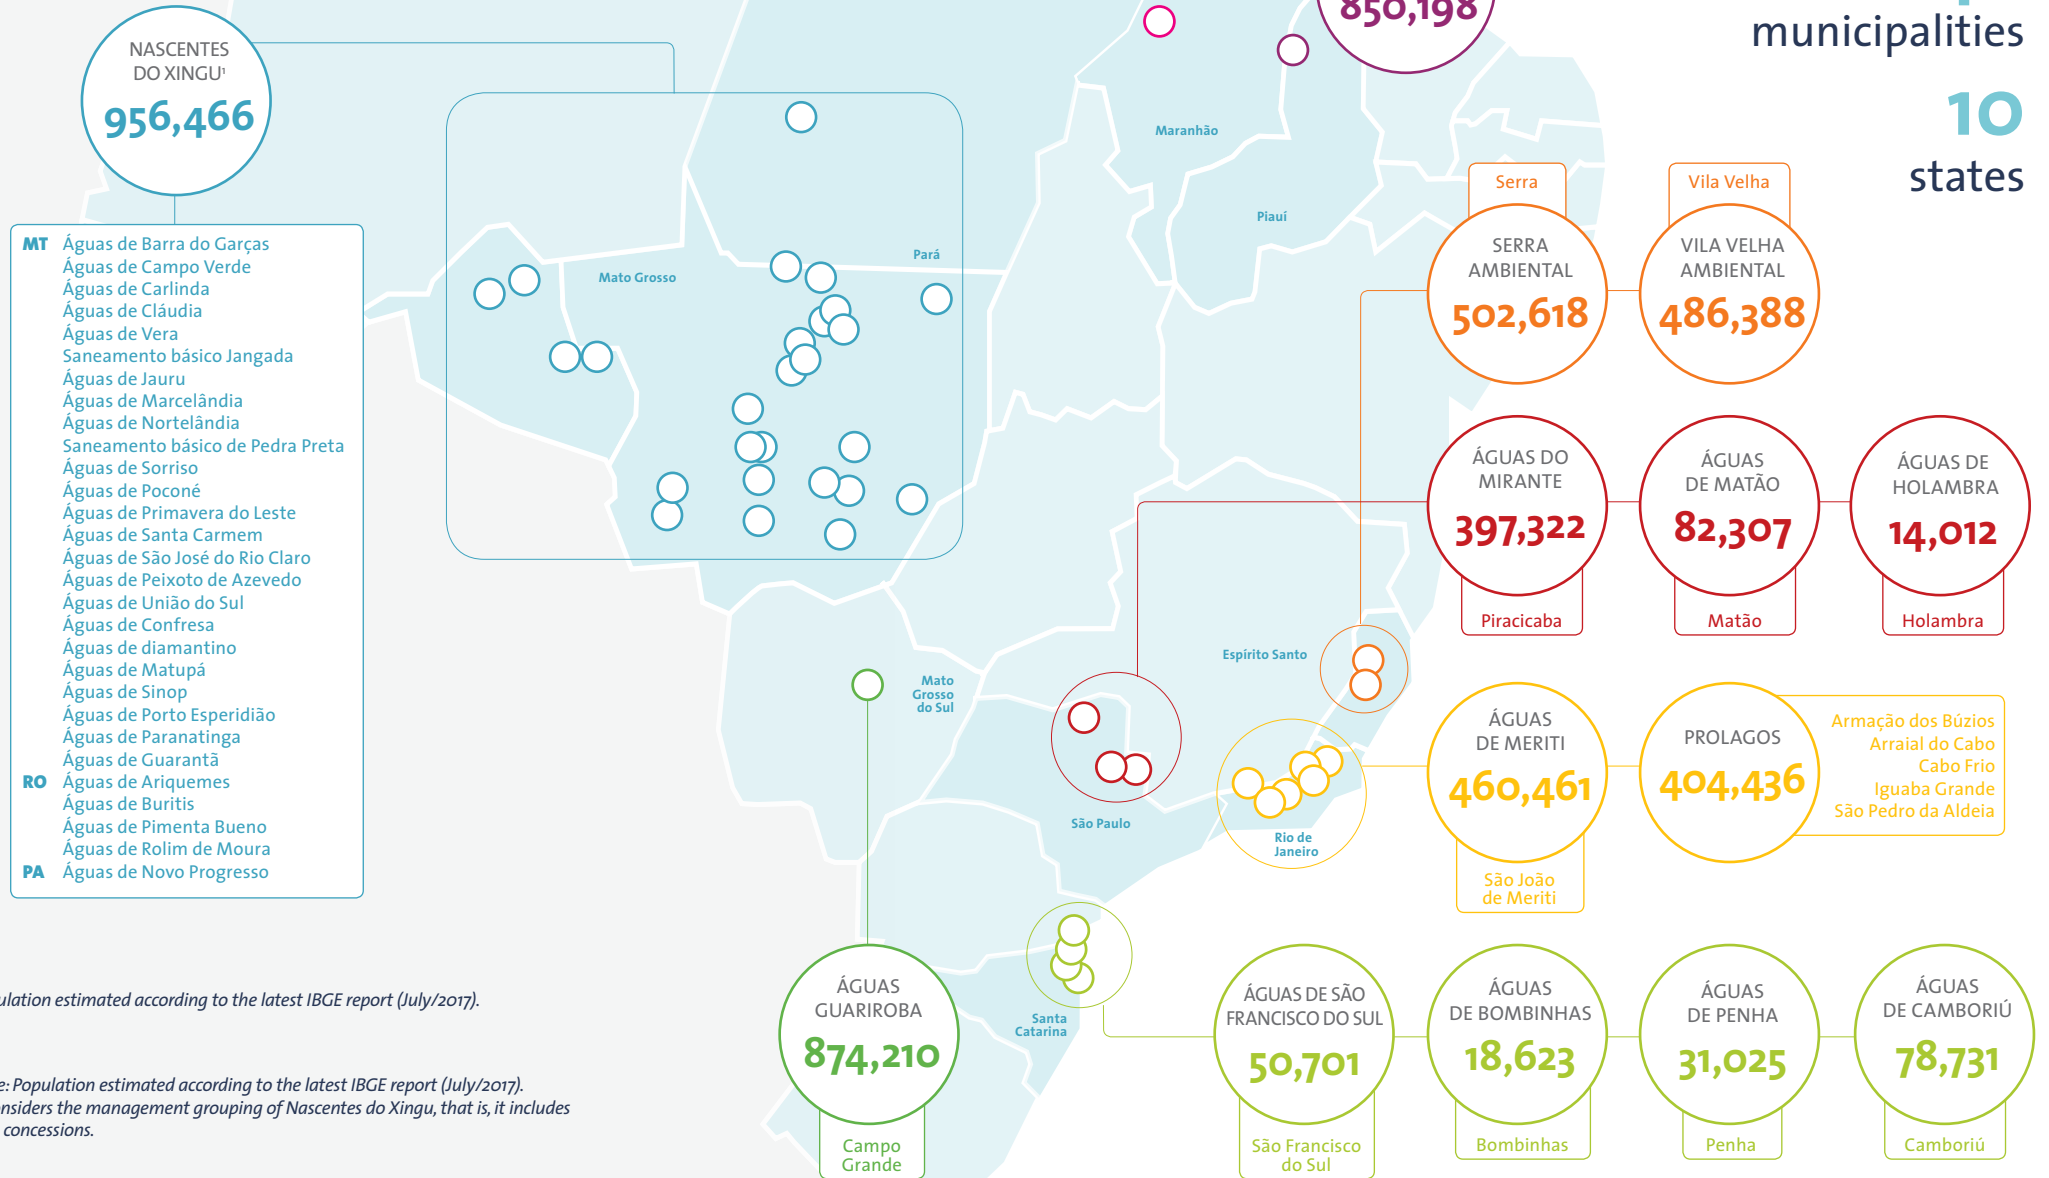 850,198
municipalities
10
states
NASCENTES
DO XINGU¹
956,466
MT Águas de Barra do Garças
Águas de Campo Verde
Águas de Carlinda
Águas de Cláudia
Águas de Vera
Saneamento básico Jangada
Águas de Jauru
Águas de Marcelândia
Águas de Nortelândia
Saneamento básico de Pedra Preta
Águas de Sorriso
Águas de Poconé
Águas de Primavera do Leste
Águas de Santa Carmem
Águas de São José do Rio Claro
Águas de Peixoto de Azevedo
Águas de União do Sul
Águas de Confresa
Águas de diamantino
Águas de Matupá
Águas de Sinop
Águas de Porto Esperidião
Águas de Paranatinga
Águas de Guarantã
RO Águas de Ariquemes
Águas de Buritis
Águas de Pimenta Bueno
Águas de Rolim de Moura
PA Águas de Novo Progresso
Maranhão
Piauí
Pará
Mato Grosso
Mato
Grosso
do Sul
Espírito Santo
São Paulo
Rio de
Janeiro
Santa
Catarina
Serra
SERRA
AMBIENTAL
502,618
Vila Velha
VILA VELHA
AMBIENTAL
486,388
ÁGUAS DO
MIRANTE
397,322
Piracicaba
ÁGUAS
DE MATÃO
82,307
Matão
ÁGUAS DE
HOLAMBRA
14,012
Holambra
ÁGUAS
DE MERITI
460,461
São João
de Meriti
PROLAGOS
404,436
Armação dos Búzios
Arraial do Cabo
Cabo Frio
Iguaba Grande
São Pedro da Aldeia
ÁGUAS
GUARIROBA
874,210
Campo
Grande
ÁGUAS DE SÃO
FRANCISCO DO SUL
50,701
São Francisco
do Sul
ÁGUAS
DE BOMBINHAS
18,623
Bombinhas
ÁGUAS
DE PENHA
31,025
Penha
ÁGUAS
DE CAMBORIÚ
78,731
Camboriú
ulation estimated according to the latest IBGE report (July/2017).
e: Population estimated according to the latest IBGE report (July/2017).
onsiders the management grouping of Nascentes do Xingu, that is, it includes
concessions.